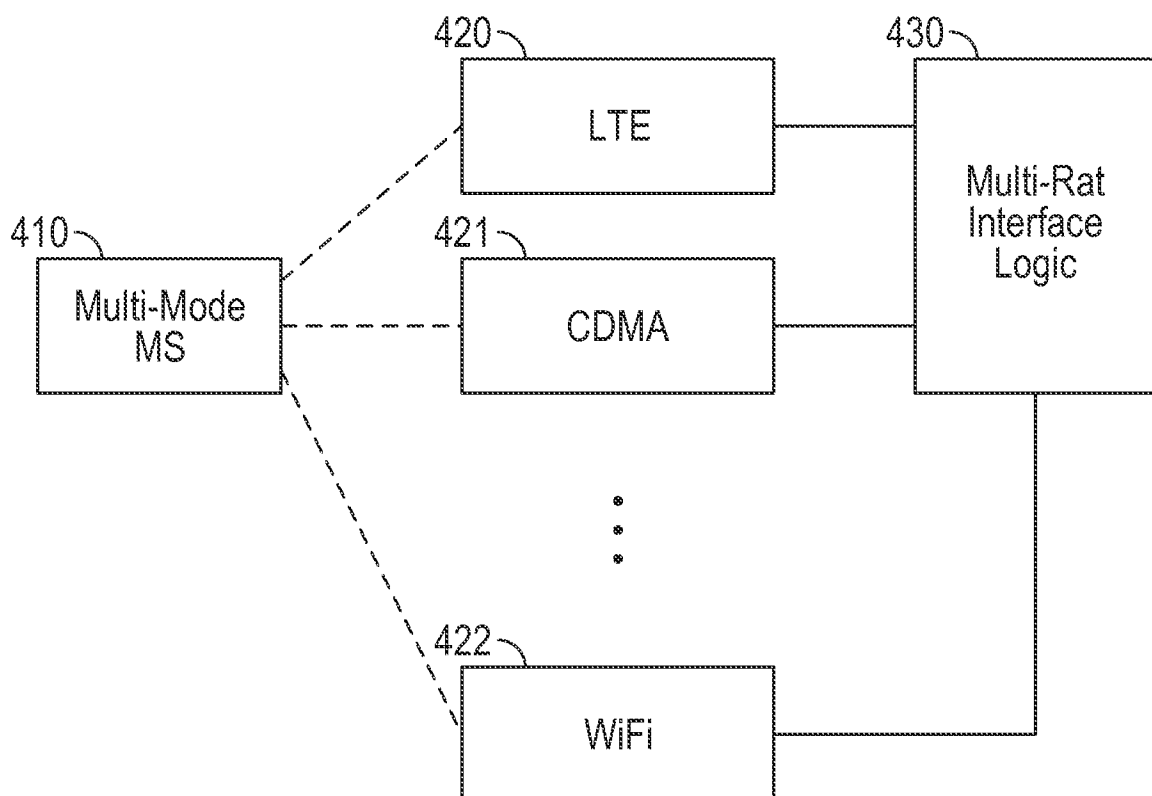 420
LTE
430
Multi-Rat
Interface
Logic
410
Multi-Mode
MS
421
CDMA
422
WiFi